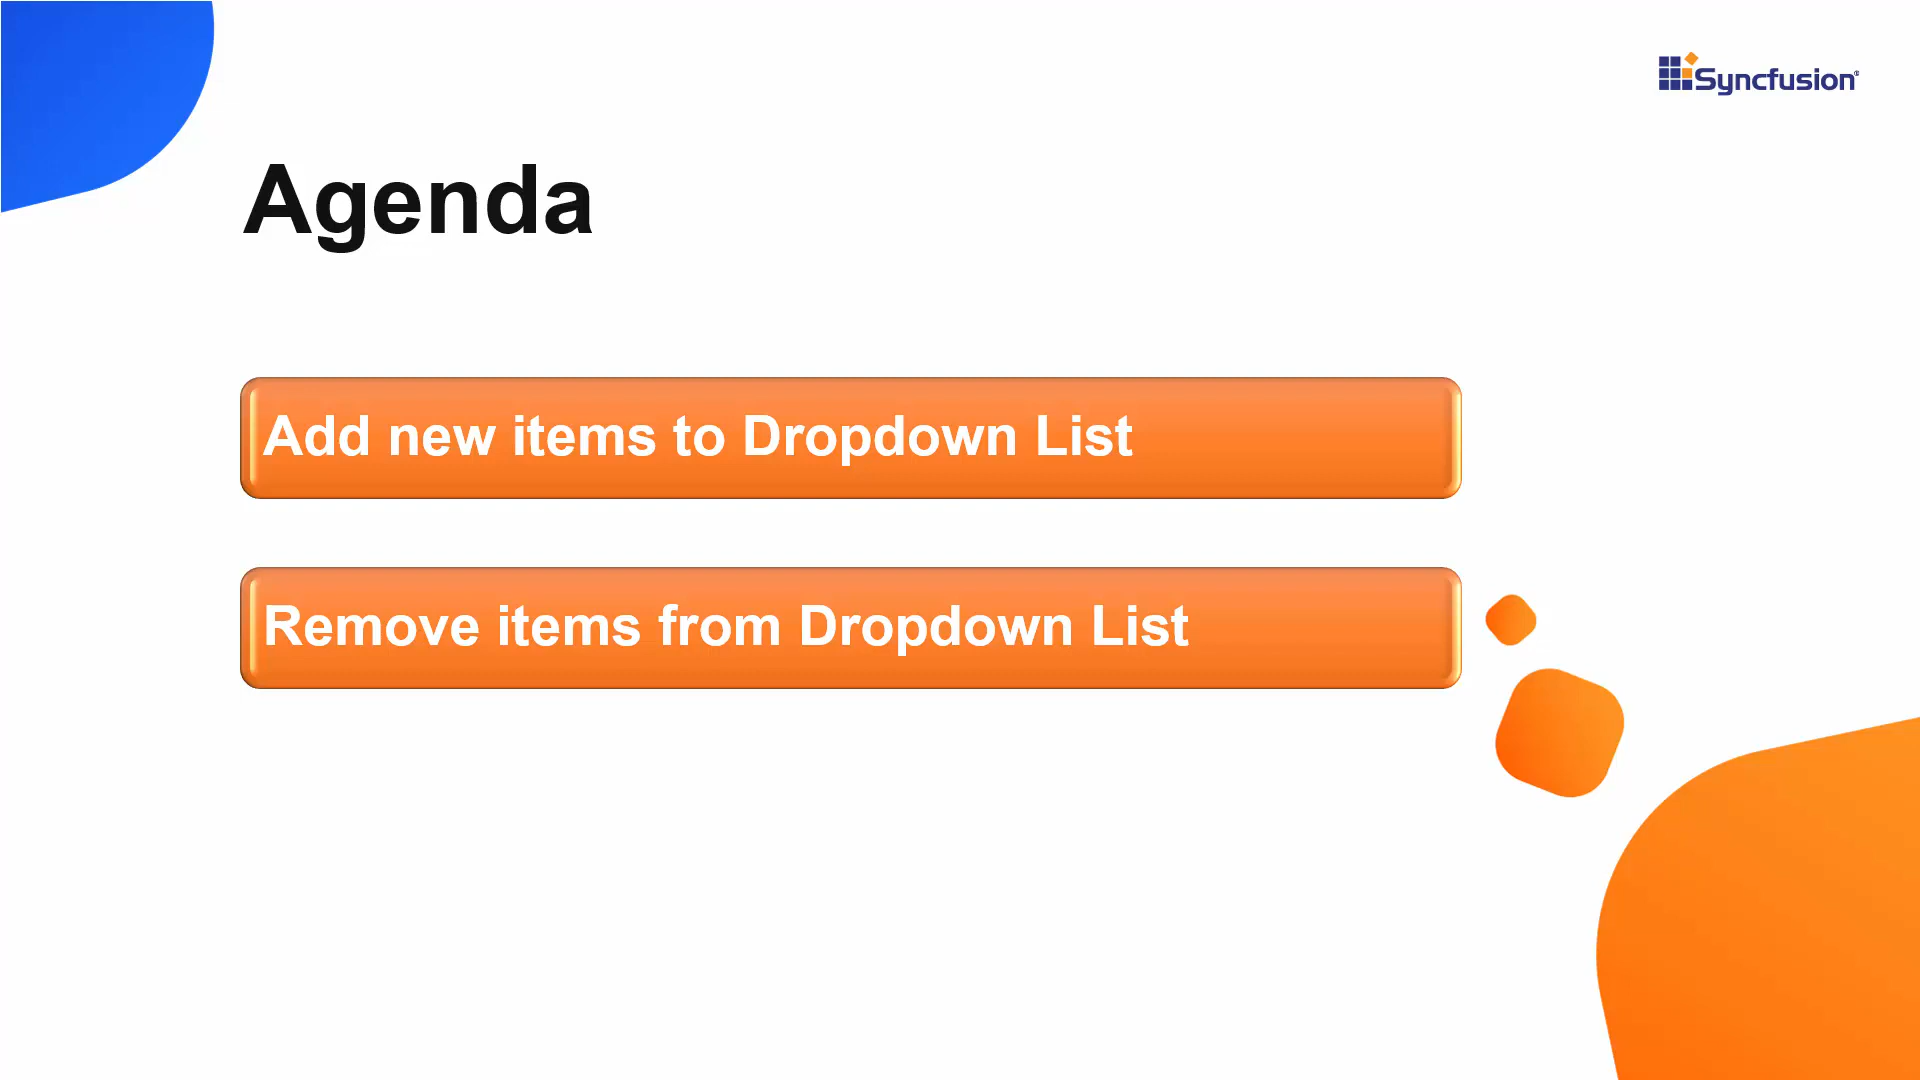 Syncfusion®
Agenda
Add new items to Dropdown List
Remove items from Dropdown List